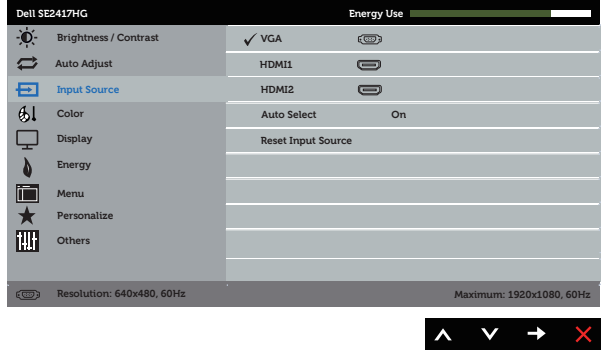 Dell SE2417HG
Energy Use
Brightness / Contrast
Auto Adjust
Input Source
Color
Display
Energy
Menu
Personalize
Others
VGA
HDMI1
HDMI2
Auto Select On
Reset Input Source
Resolution: 640x480, 60Hz
Maximum: 1920x1080, 60Hz